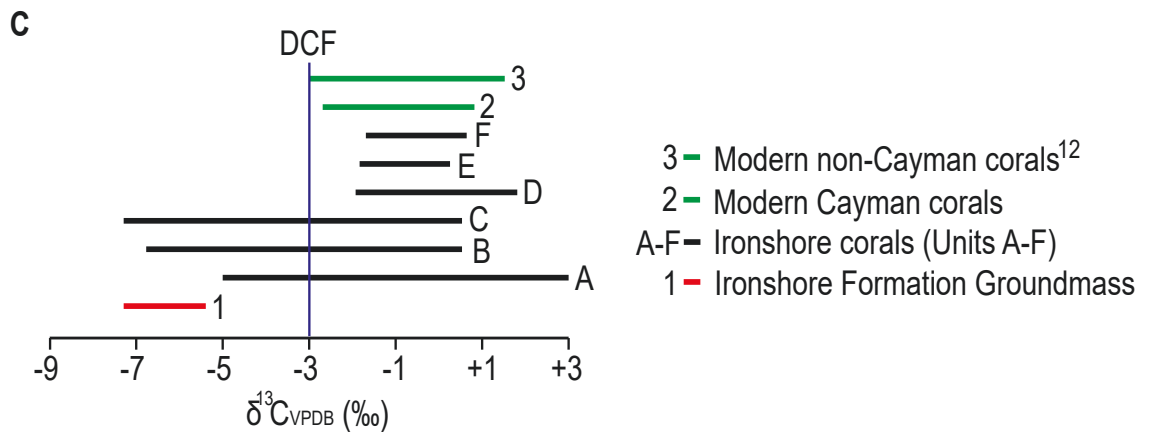 C
DCF
3
2
F
E
D
C
B
A
1
-9 -7 -5 -3 -1 +1 +3
δ13CVPDB (‰)
3 Modern non-Cayman corals12
2 Modern Cayman corals
A-F Ironshore corals (Units A-F)
1 Ironshore Formation Groundmass